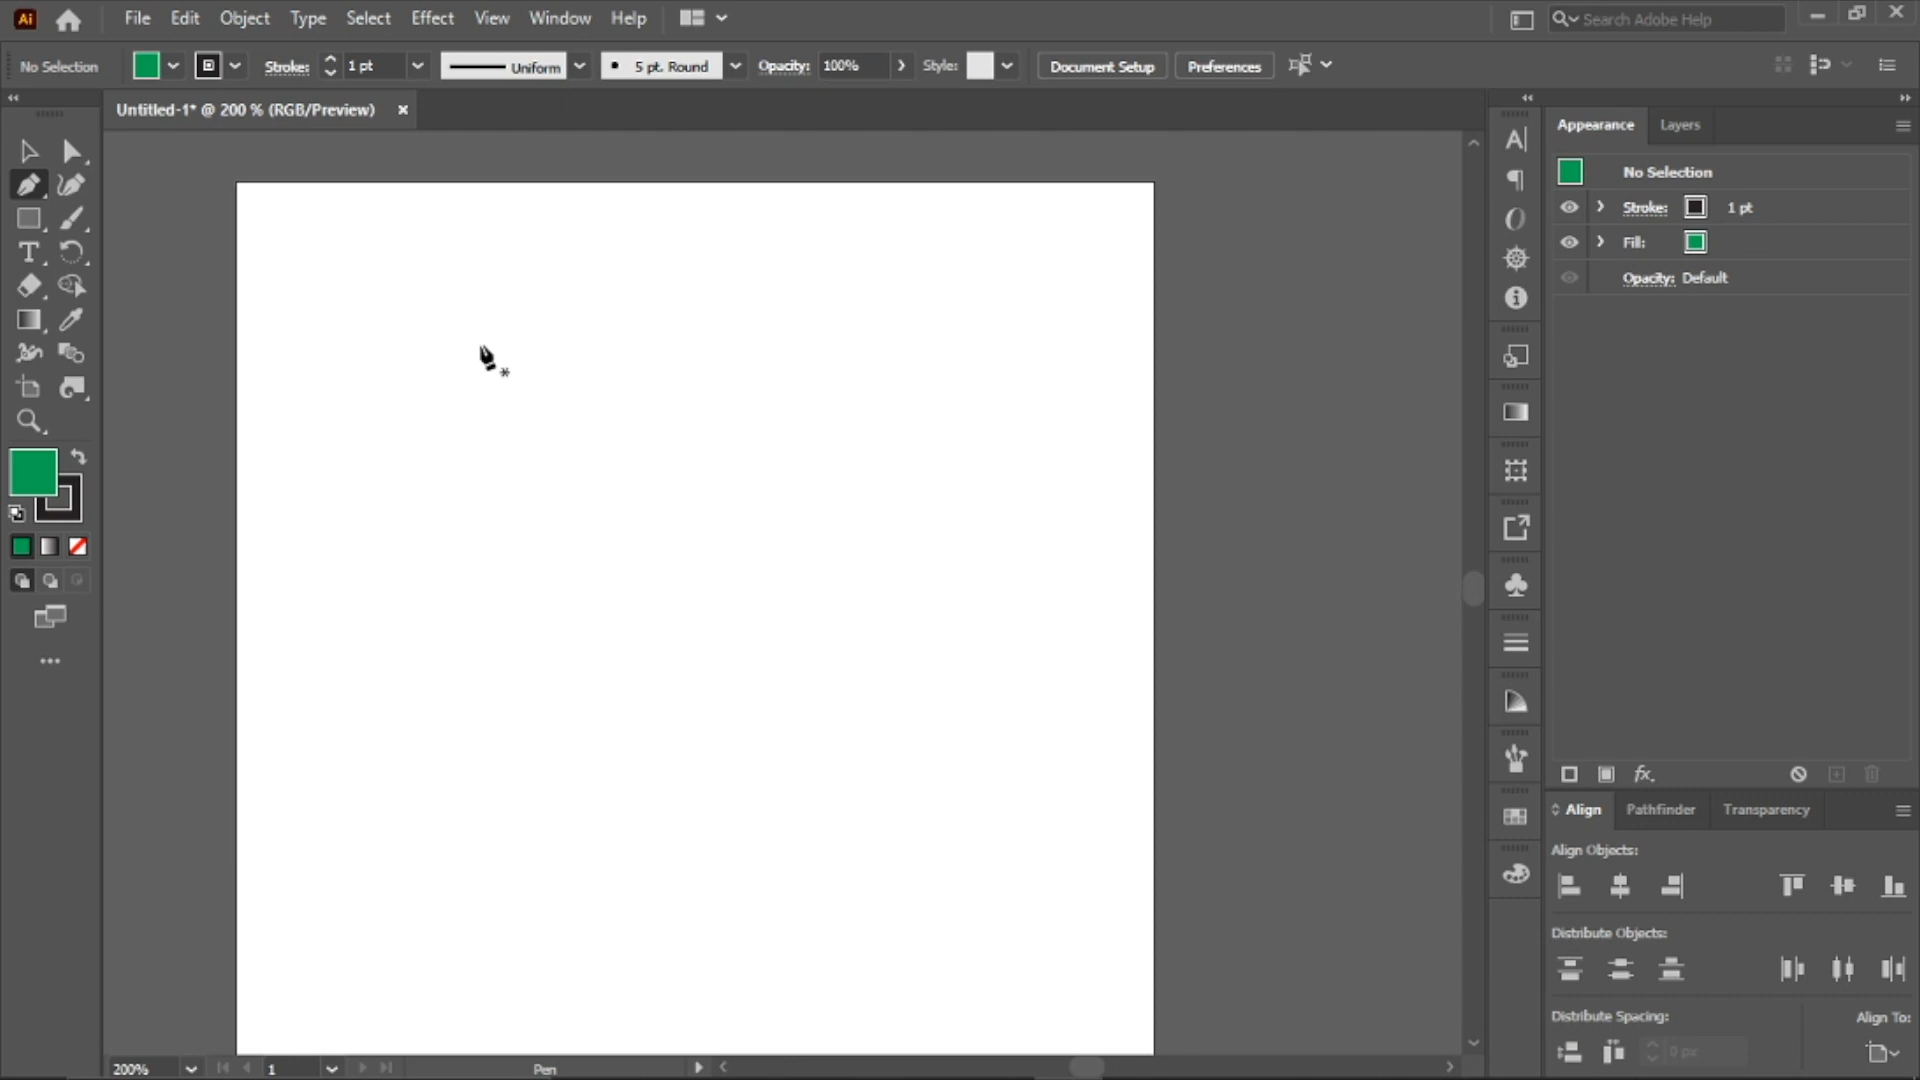 Ai File Edit Object Type Select Effect View Window Help Search Adobe Help
No Selection Stroke: 1 pt Uniform 5 pt. Round Opacity: 100% Style: Document Setup Preferences
Untitled-1* @ 200 % (RGB/Preview)
Appearance Layers
No Selection
Stroke: 1 pt
Fill:
Opacity: Default
fx.
Align Pathfinder Transparency
Align Objects:
Distribute Objects:
Distribute Spacing: Align To:
0 px
200% 1 Pen